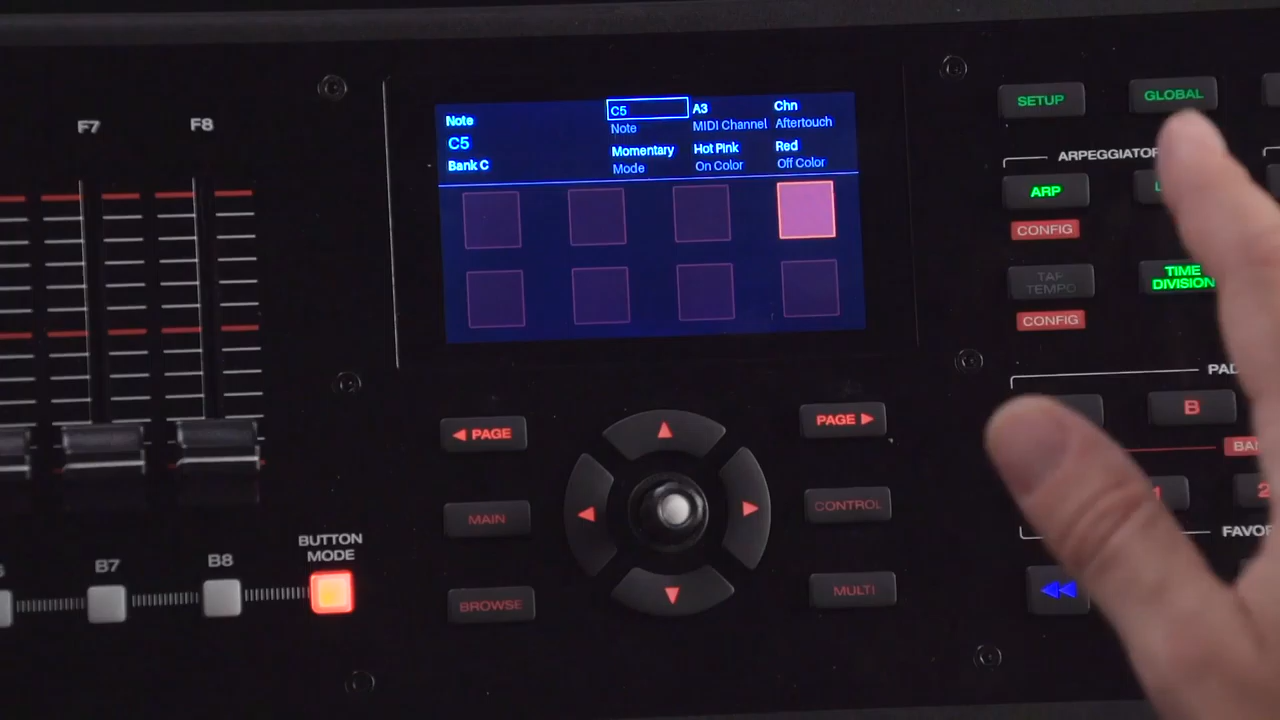 F7
F8
Note
C5
Bank C
C5
Note
A3
MIDI Channel
Chn
Aftertouch
Momentary
Mode
Hot Pink
On Color
Red
Off Color
SETUP
GLOBAL
ARPEGGIATOR
ARP
CONFIG
TAP
TEMPO
TIME
DIVISION
CONFIG
B
1
2
◀ PAGE
PAGE ▶
MAIN
CONTROL
BROWSE
MULTI
B7
B8
BUTTON
MODE